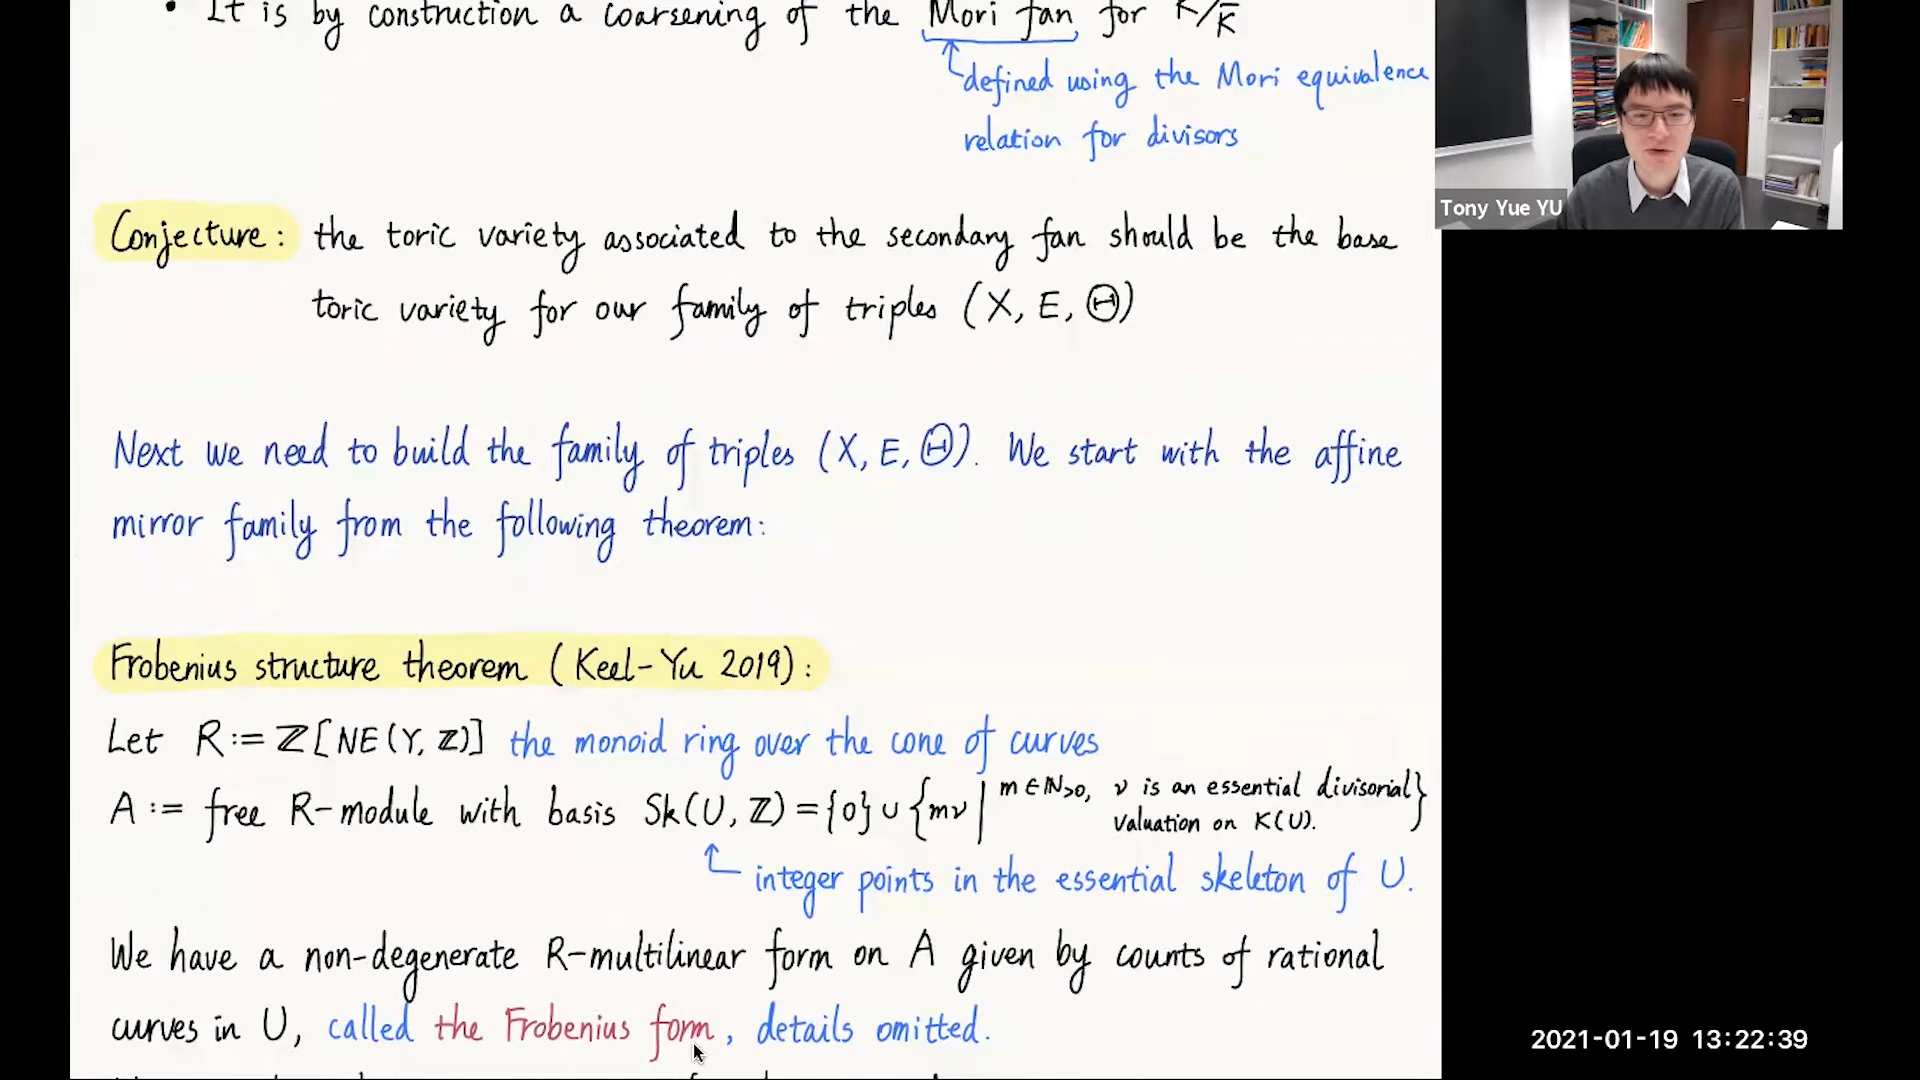 • It is by construction a coarsening of the Mori fan for K/K̅
defined using the Mori equivalence
relation for divisors
Tony Yue YU
Conjecture: the toric variety associated to the secondary fan should be the base
toric variety for our family of triples (X, E, Θ)
Next we need to build the family of triples (X, E, Θ). We start with the affine
mirror family from the following theorem:
Frobenius structure theorem (Keel-Yu 2019):
Let R := ℤ[NE(Y, ℤ)] the monoid ring over the cone of curves
A := free R-module with basis Sk(U, ℤ) = {0} ∪ {mν | m ∈ ℕ>0, ν is an essential divisorial
valuation on K(U).}
integer points in the essential skeleton of U.
We have a non-degenerate R-multilinear form on A given by counts of rational
curves in U, called the Frobenius form, details omitted.
2021-01-19 13:22:39